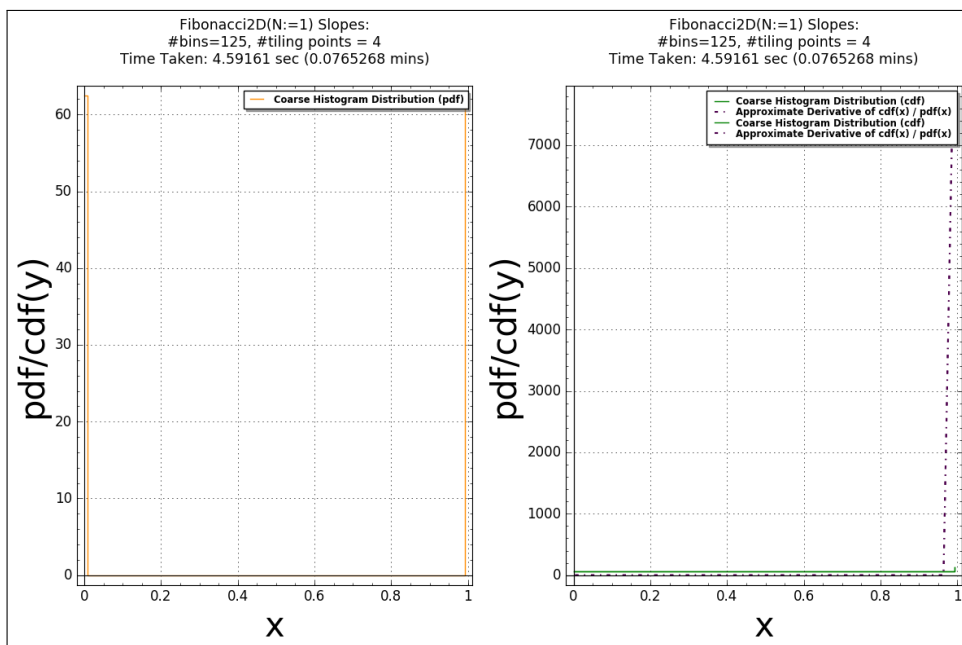 Fibonacci2D(N:=1) Slopes:
#bins=125, #tiling points = 4
Time Taken: 4.59161 sec (0.0765268 mins)
Coarse Histogram Distribution (pdf)
60
50
40
30
20
10
0
0
0.2
0.4
0.6
0.8
1
pdf/cdf(y)
x
Fibonacci2D(N:=1) Slopes:
#bins=125, #tiling points = 4
Time Taken: 4.59161 sec (0.0765268 mins)
Coarse Histogram Distribution (cdf)
Approximate Derivative of cdf(x) / pdf(x)
Coarse Histogram Distribution (cdf)
Approximate Derivative of cdf(x) / pdf(x)
7000
6000
5000
4000
3000
2000
1000
0
0
0.2
0.4
0.6
0.8
1
pdf/cdf(y)
x